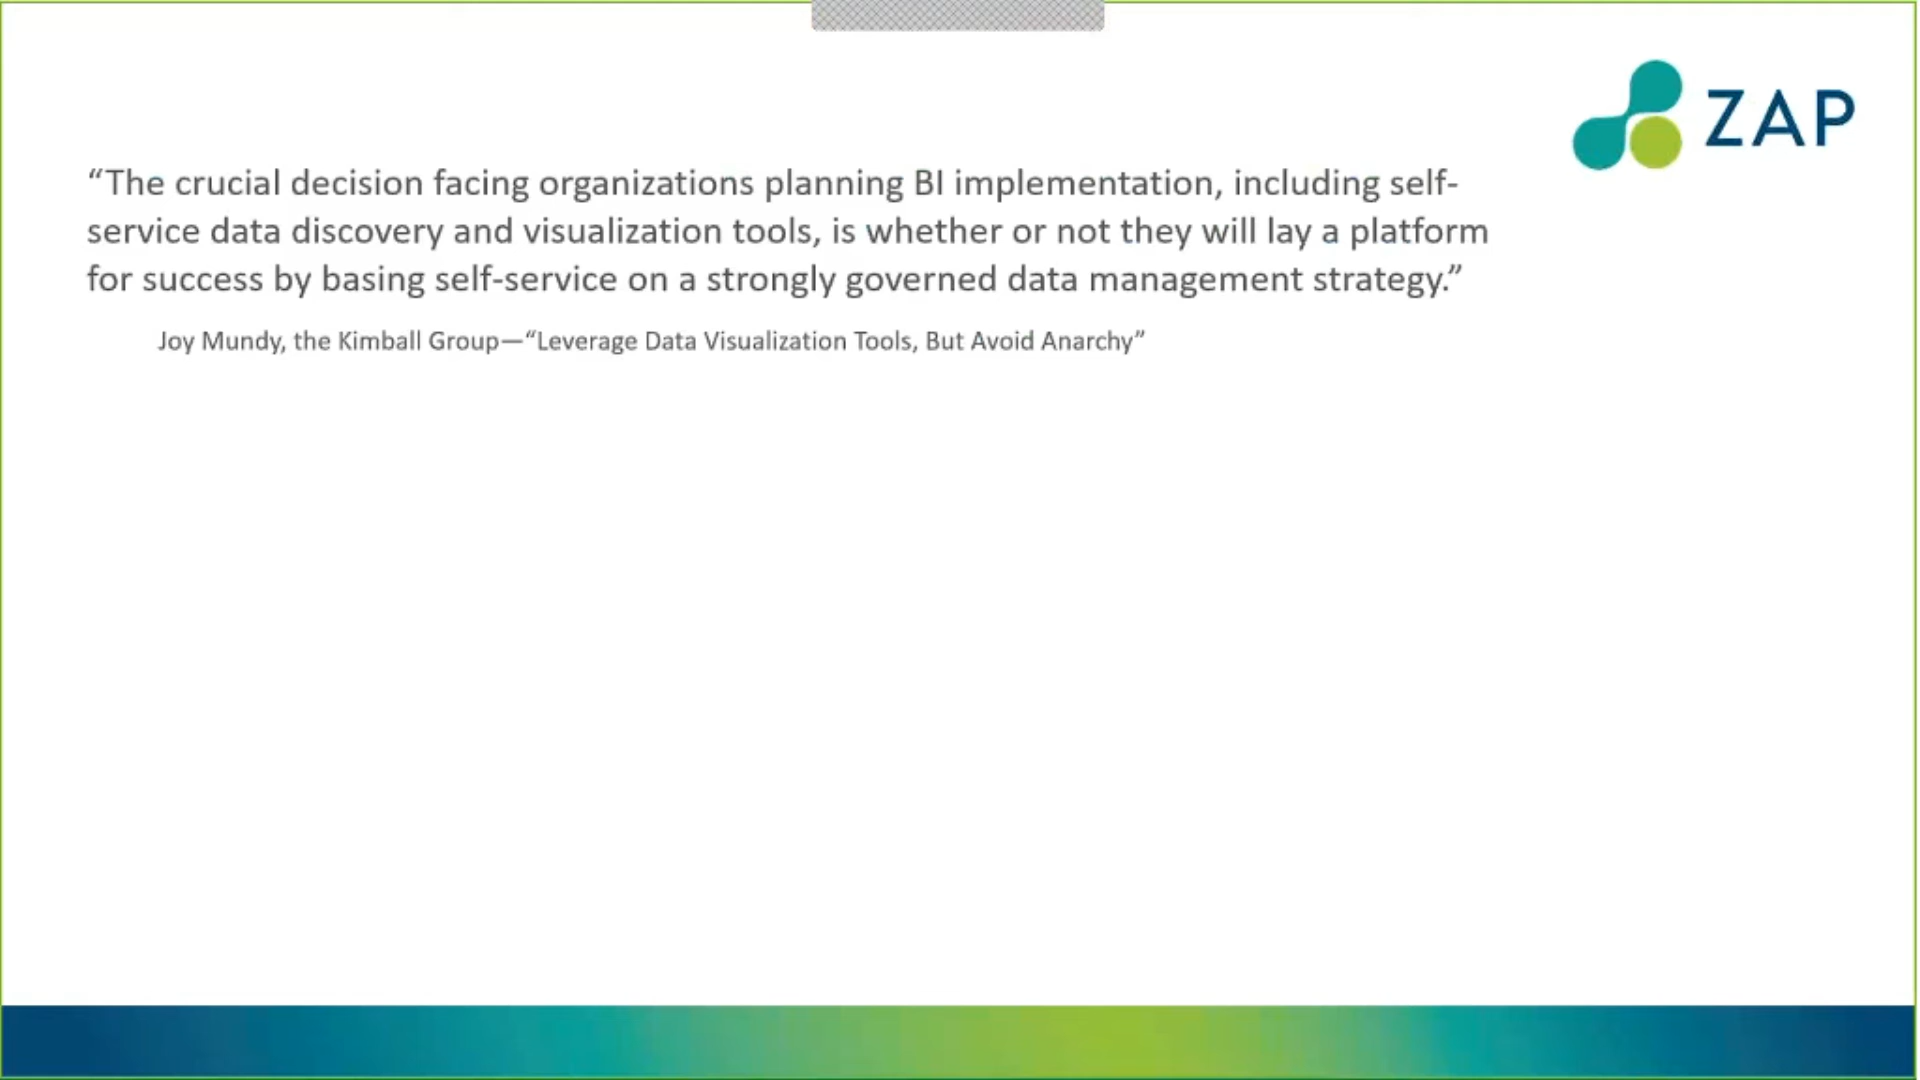 ZAP
“The crucial decision facing organizations planning BI implementation, including self-
service data discovery and visualization tools, is whether or not they will lay a platform
for success by basing self-service on a strongly governed data management strategy.”
Joy Mundy, the Kimball Group—“Leverage Data Visualization Tools, But Avoid Anarchy”